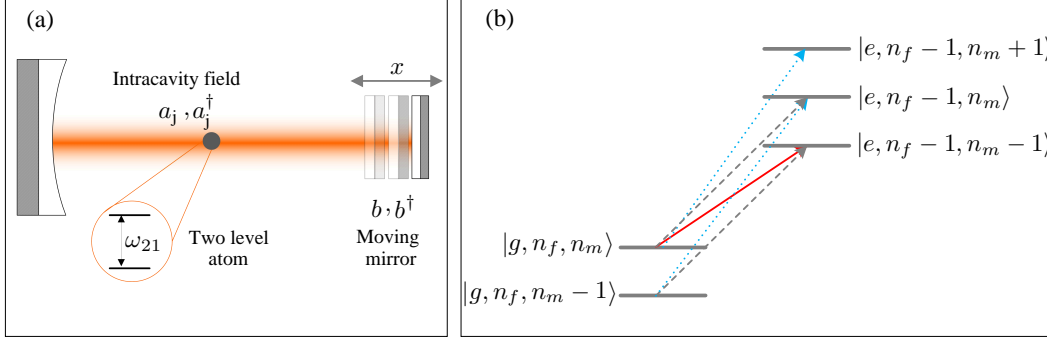 (a)
x
Intracavity field
a_j , a_j^†
b , b^†
Moving
mirror
ω_21
Two level
atom
(b)
|e, n_f − 1, n_m + 1⟩
|e, n_f − 1, n_m⟩
|e, n_f − 1, n_m − 1⟩
|g, n_f, n_m⟩
|g, n_f, n_m − 1⟩